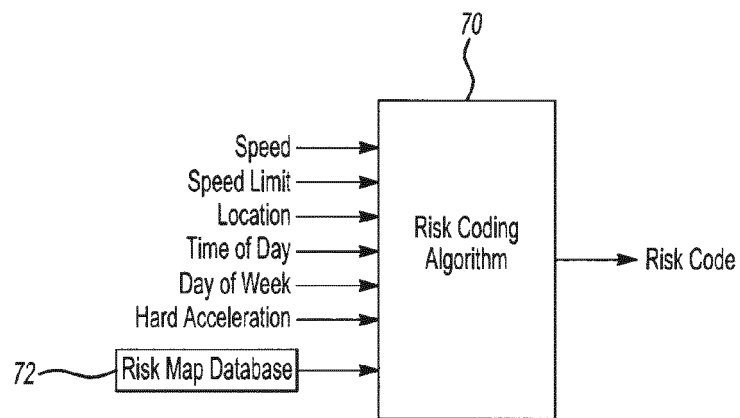 70
Speed
Speed Limit
Location
Time of Day
Day of Week
Hard Acceleration
72 Risk Map Database
Risk Coding
Algorithm
Risk Code